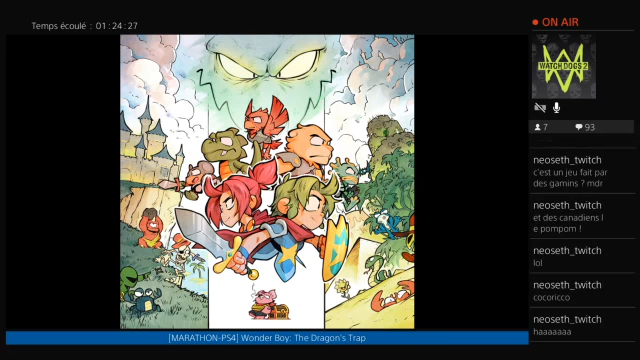 Temps écoulé : 01:24:27
ON AIR
WATCH DOGS 2
7 93
neoseth_twitch
c'est un jeu fait par
des gamins ? mdr
neoseth_twitch
et des canadiens l
e pompom !
neoseth_twitch
lol
neoseth_twitch
cocoricco
neoseth_twitch
haaaaaaa
[MARATHON-PS4] Wonder Boy: The Dragon's Trap